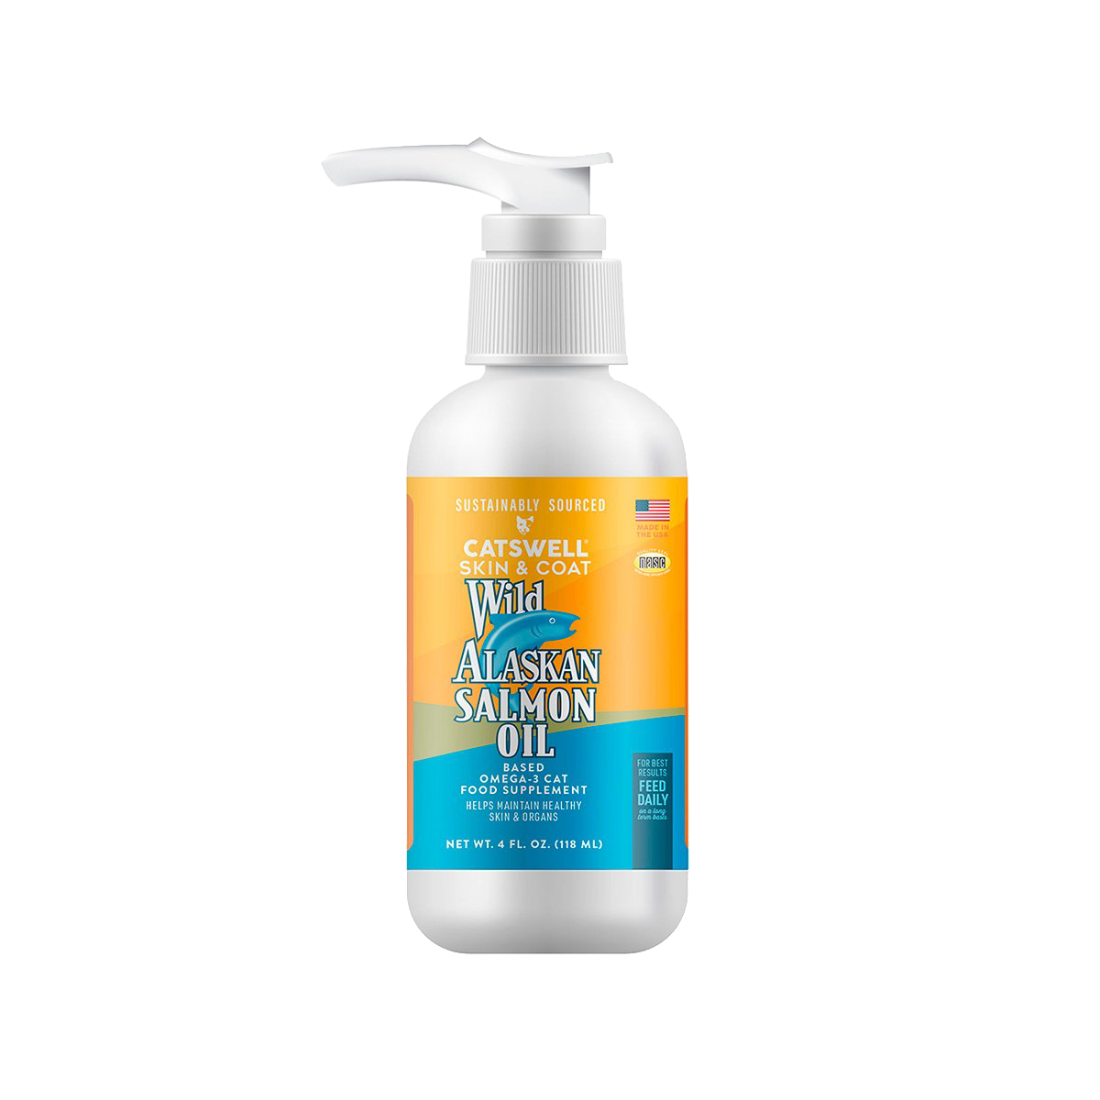 SUSTAINABLY SOURCED
CATSWELL®
SKIN & COAT
Wild
ALASKAN
SALMON
OIL
BASED
OMEGA-3 CAT
FOOD SUPPLEMENT
HELPS MAINTAIN HEALTHY
SKIN & ORGANS
NET WT. 4 FL. OZ. (118 ML)
MADE IN
THE USA
nasc
FOR BEST
RESULTS
FEED
DAILY
on a long
term basis